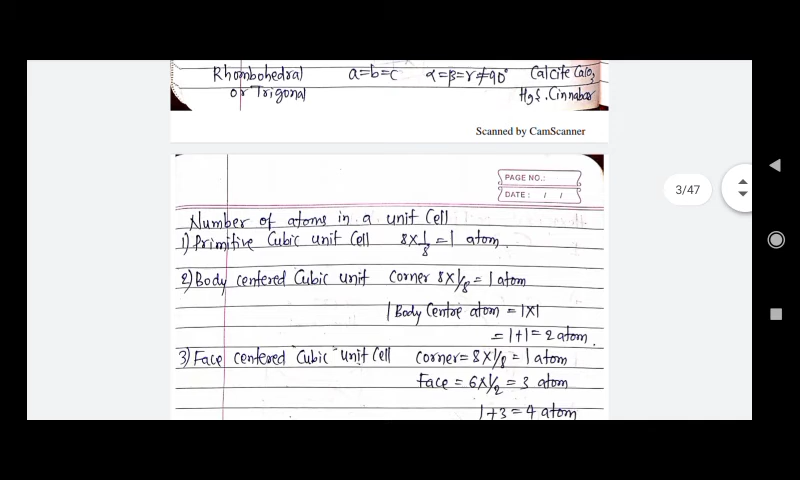 Rhombohedral a=b=c α=β=γ≠90° Calcite CaCO3
or Trigonal HgS. Cinnabar
Scanned by CamScanner
PAGE NO.:
DATE: / /
3/47
Number of atoms in a unit cell
1) Primitive Cubic unit Cell 8×1/8=1 atom.
2) Body centered Cubic unit Corner 8×1/8=1 atom
1 Body Centre atom = 1×1
= 1+1=2 atom.
3) Face centered Cubic unit Cell Corner=8×1/8=1 atom
Face = 6×1/2=3 atom
1+3=4 atom